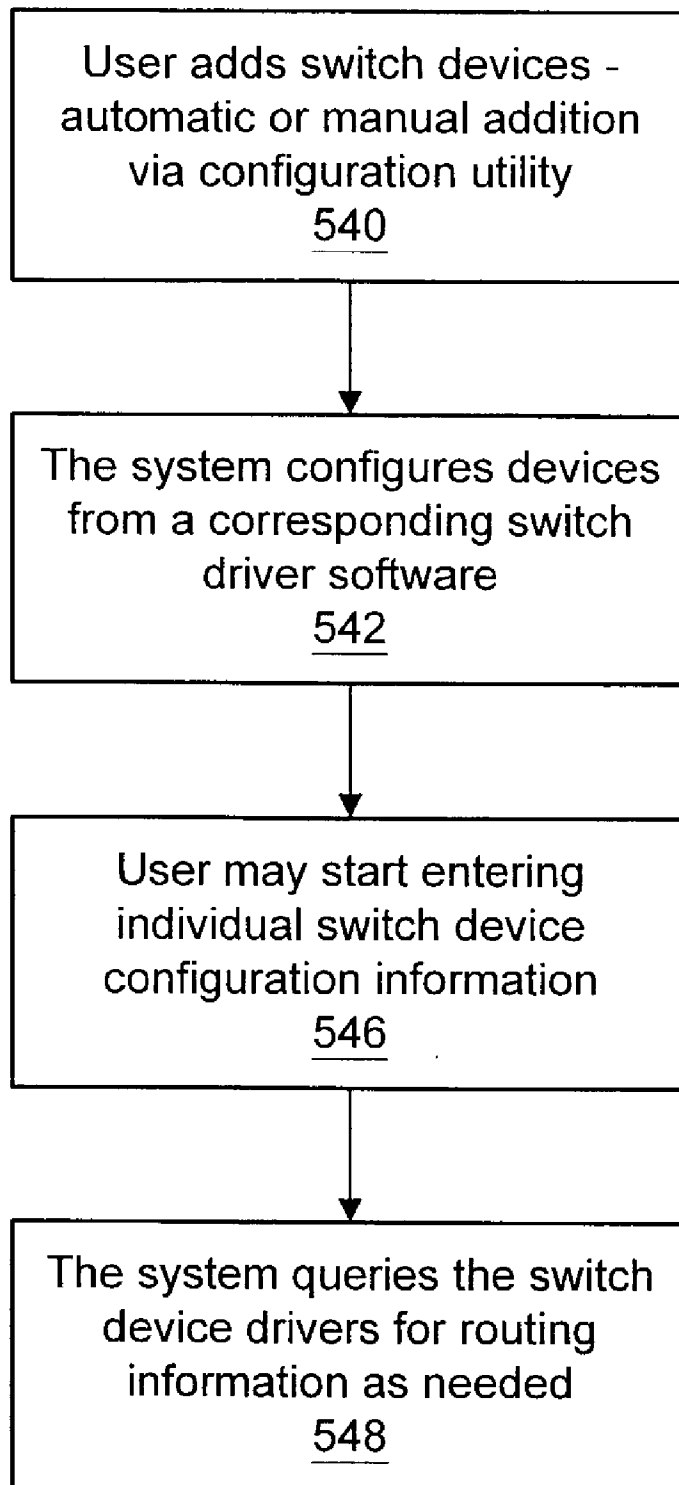 User adds switch devices -
automatic or manual addition
via configuration utility
540
The system configures devices
from a corresponding switch
driver software
542
User may start entering
individual switch device
configuration information
546
The system queries the switch
device drivers for routing
information as needed
548